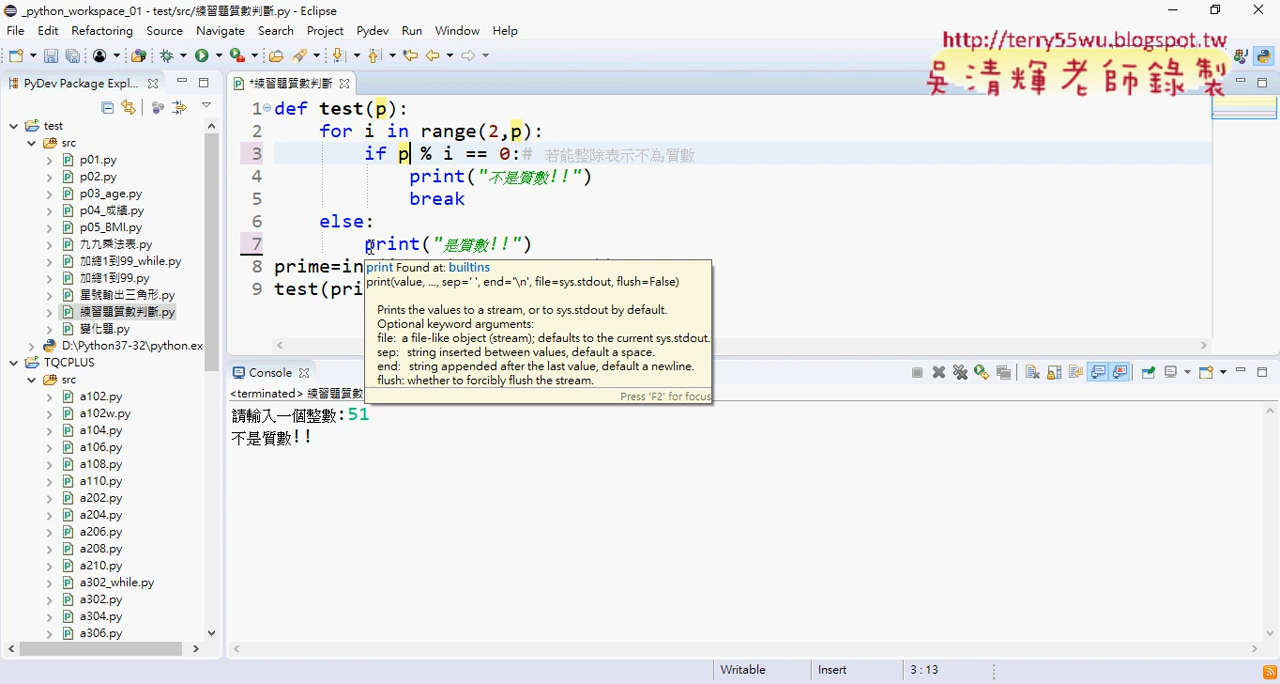 _python_workspace_01 - test/src/練習題質數判斷.py - Eclipse
File Edit Refactoring Source Navigate Search Project Pydev Run Window Help
http://terry55wu.blogspot.tw
吳清輝老師錄製
PyDev Package Expl...
*練習題質數判斷
test
src
p01.py
p02.py
p03_age.py
p04_成績.py
p05_BMI.py
九九乘法表.py
加總1到99_while.py
加總1到99.py
星號輸出三角形.py
練習題質數判斷.py
變化題.py
D:\Python37-32\python.ex
TQCPLUS
src
a102.py
a102w.py
a104.py
a106.py
a108.py
a110.py
a202.py
a204.py
a206.py
a208.py
a210.py
a302_while.py
a302.py
a304.py
a306.py
1 def test(p):
2 for i in range(2,p):
3 if p % i == 0:# 若能整除表示不為質數
4 print("不是質數!!")
5 break
6 else:
7 print("是質數!!")
8 prime=in
9 test(pri
print Found at: builtins
print(value, ..., sep=' ', end='\n', file=sys.stdout, flush=False)
Prints the values to a stream, or to sys.stdout by default.
Optional keyword arguments:
file: a file-like object (stream); defaults to the current sys.stdout.
sep: string inserted between values, default a space.
end: string appended after the last value, default a newline.
flush: whether to forcibly flush the stream.
Press 'F2' for focus
Console
<terminated> 練習題質數
請輸入一個整數:51
不是質數!!
Writable Insert 3 : 13